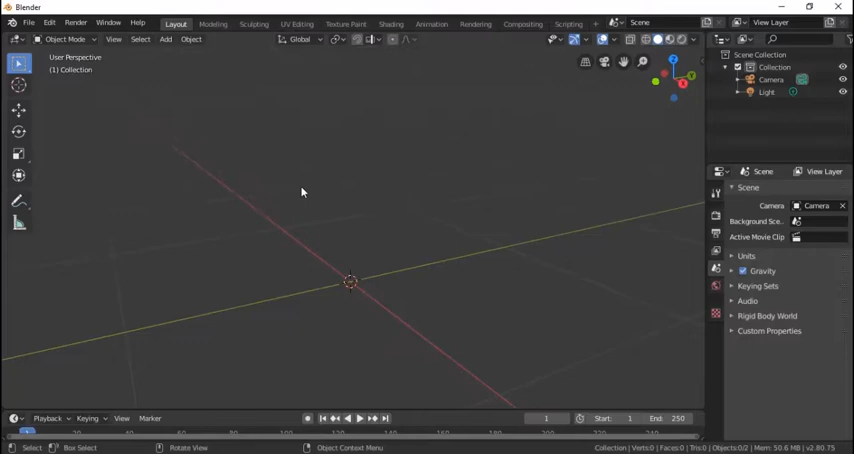 Blender
File Edit Render Window Help Layout Modeling Sculpting UV Editing Texture Paint Shading Animation Rendering Compositing Scripting + Scene View Layer
Object Mode View Select Add Object Global
User Perspective
(1) Collection
Z
Y
X
Scene Collection
Collection
Camera
Light
Scene View Layer
Scene
Camera Camera
Background Sce..
Active Movie Clip
Units
Gravity
Keying Sets
Audio
Rigid Body World
Custom Properties
Playback Keying View Marker 1 Start: 1 End: 250
Select Box Select Rotate View Object Context Menu Collection | Verts:0 | Faces:0 | Tris:0 | Objects:0/2 | Mem: 50.6 MB | v2.80.75